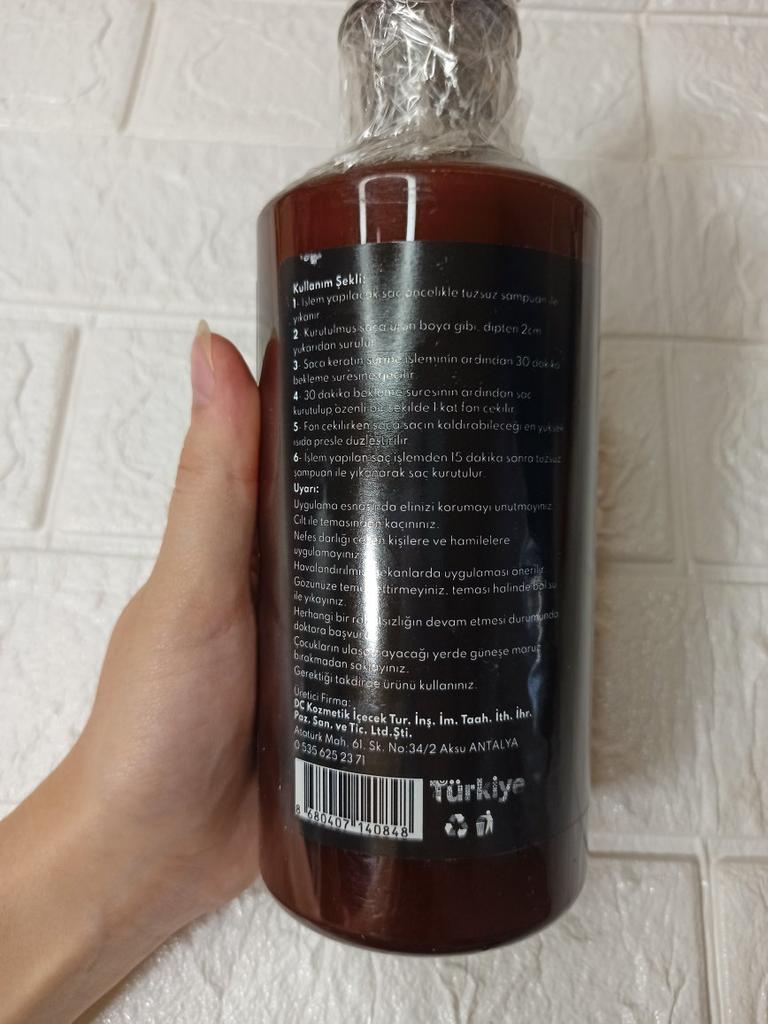 Kullanım Şekli:
1- İşlem yapılacak saç öncelikle tuzsuz şampuan ile
yıkanır
2- Kurutulmuş saça ürün boya gibi, dipten 2cm
yukarıdan sürülür
3- Saça keratin sürme işleminin ardından 30 dakika
bekleme süresine geçilir.
4- 30 dakika bekleme süresinin ardından saç
kurutulup özenli bir şekilde 1 kat fön çekilir
5- Fön çekilirken saça saçın kaldırabileceği en yüksek
ısıda presle düzleştirilir
6- İşlem yapılan saç işlemden 15 dakika sonra tuzsuz
şampuan ile yıkanarak saç kurutulur.
Uyarı:
Uygulama esnasında elinizi korumayı unutmayınız.
Cilt ile temasından kaçınınız.
Nefes darlığı çeken kişilere ve hamilelere
uygulamayınız.
Havalandırılmış mekanlarda uygulaması önerilir.
Gözünüze temas ettirmeyiniz, teması halinde bol su
ile yıkayınız.
Herhangi bir rahatsızlığın devam etmesi durumunda
doktora başvurun
Çocukların ulaşamayacağı yerde güneşe maruz
bırakmadan saklayınız.
Gerektiği takdirde ürünü kullanınız.
Üretici Firma:
DC Kozmetik İçecek Tur. İnş. İm. Taah. İth. İhr.
Paz. San. ve Tic. Ltd.Şti.
Atatürk Mah. 61. Sk. No:34/2 Aksu ANTALYA
0 535 625 23 71
8 680407 140848
Türkiye